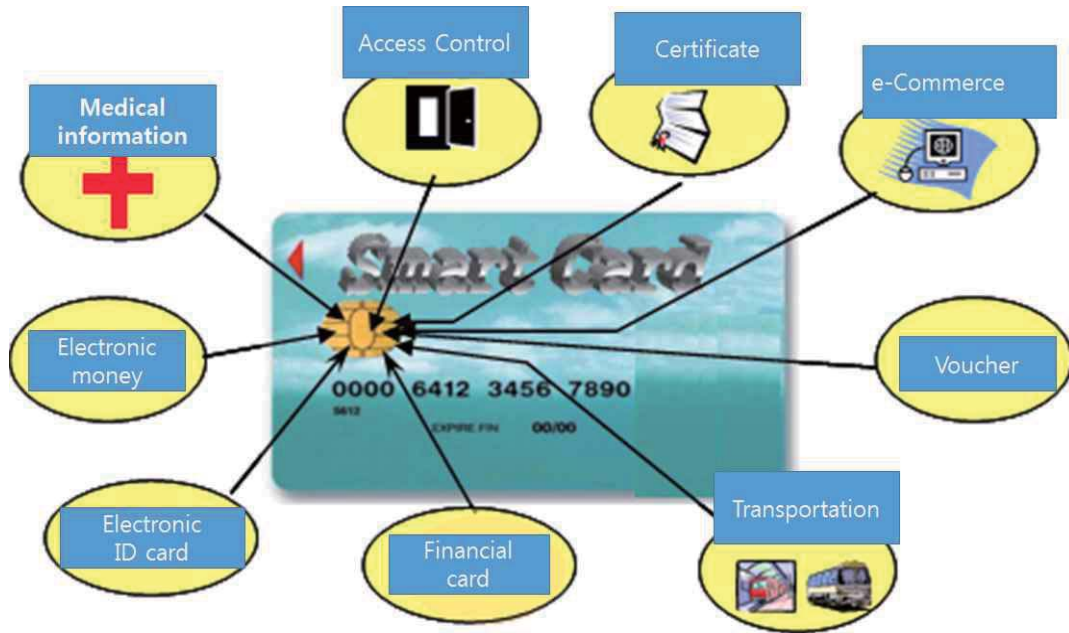 Access Control
Certificate
e-Commerce
Medical
information
Smart Card
Electronic
money
Voucher
0000 6412 3456 7890
5612
EXPIRE FIN 00/00
Electronic
ID card
Financial
card
Transportation